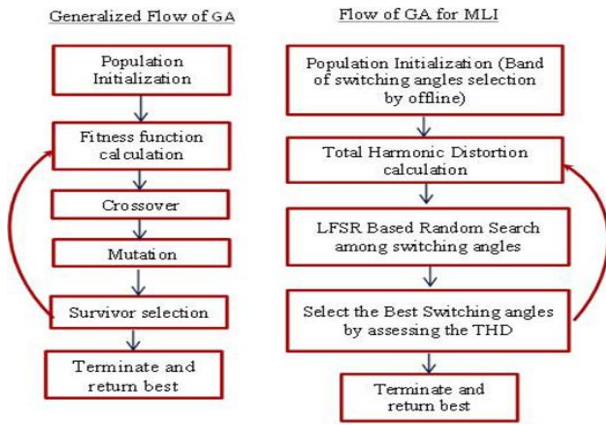 Generalized Flow of GA
Population
Initialization
Fitness function
calculation
Crossover
Mutation
Survivor selection
Terminate and
return best
Flow of GA for MLI
Population Initialization (Band
of switching angles selection
by offline)
Total Harmonic Distortion
calculation
LFSR Based Random Search
among switching angles
Select the Best Switching angles
by assessing the THD
Terminate and
return best